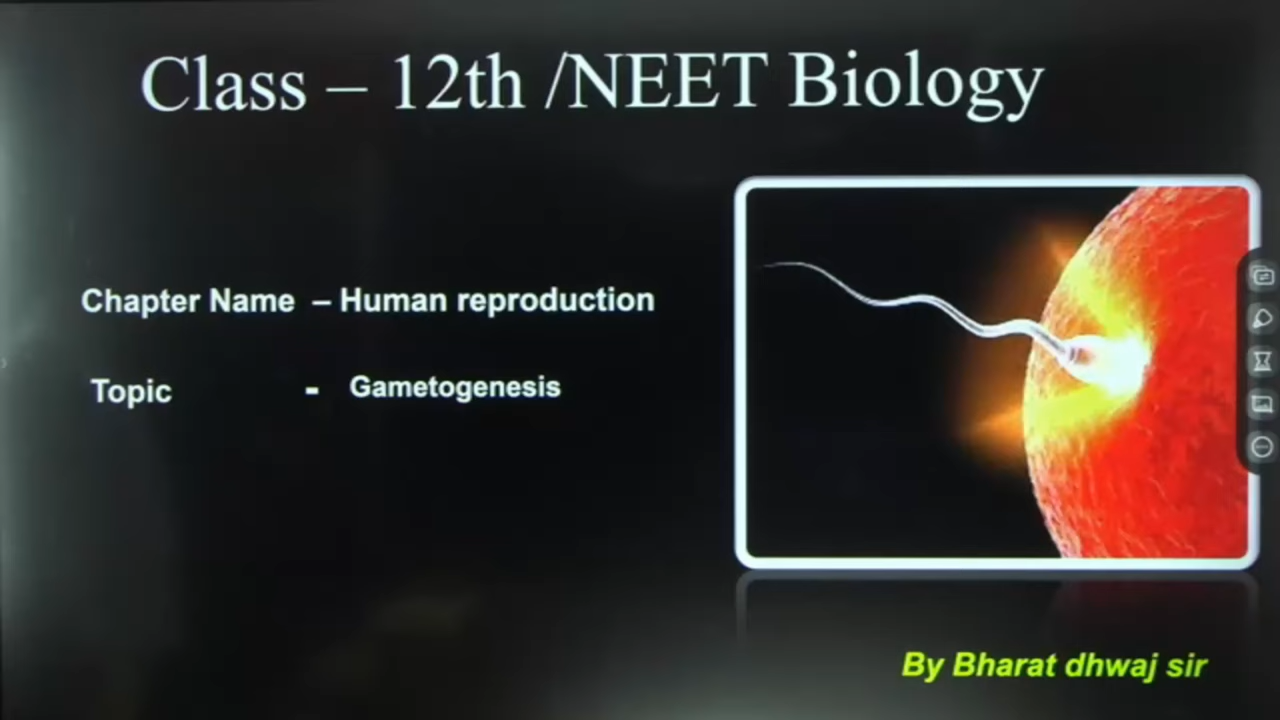 Class – 12th /NEET Biology
Chapter Name – Human reproduction
Topic - Gametogenesis
By Bharat dhwaj sir